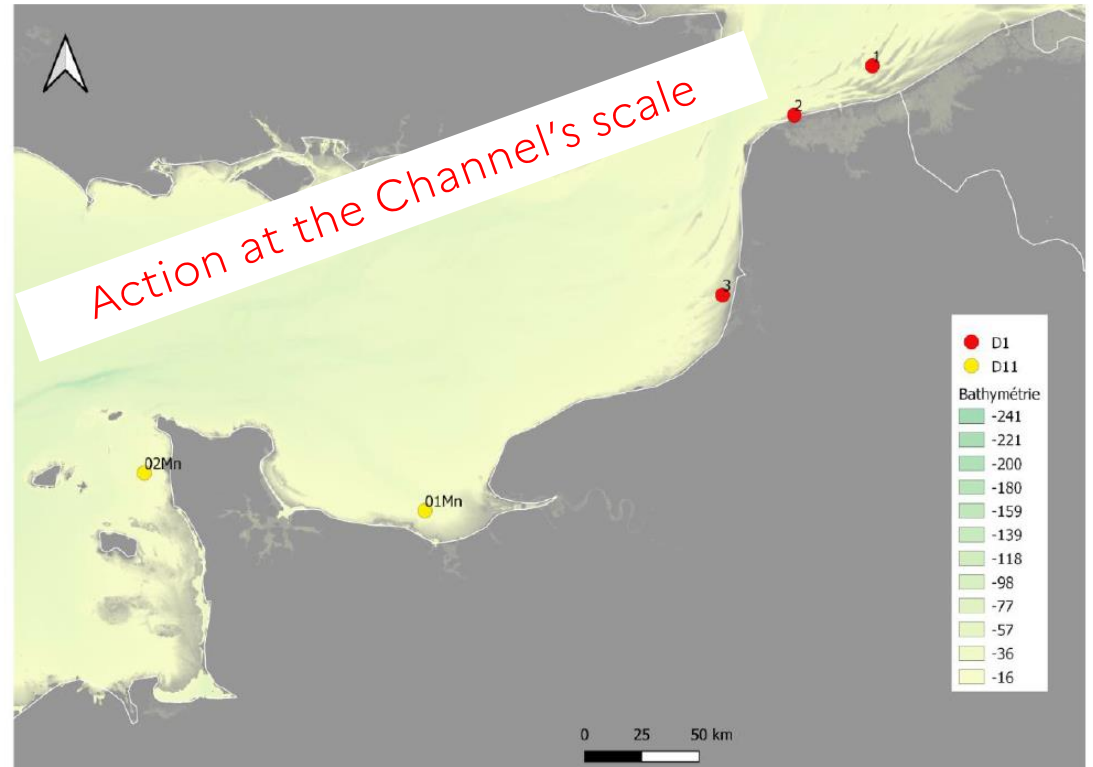 1
2
Action at the Channel's scale
3
D1
D11
Bathymétrie
-241
-221
-200
-180
-159
-139
-118
-98
-77
-57
-36
-16
02Mn
01Mn
0 25 50 km